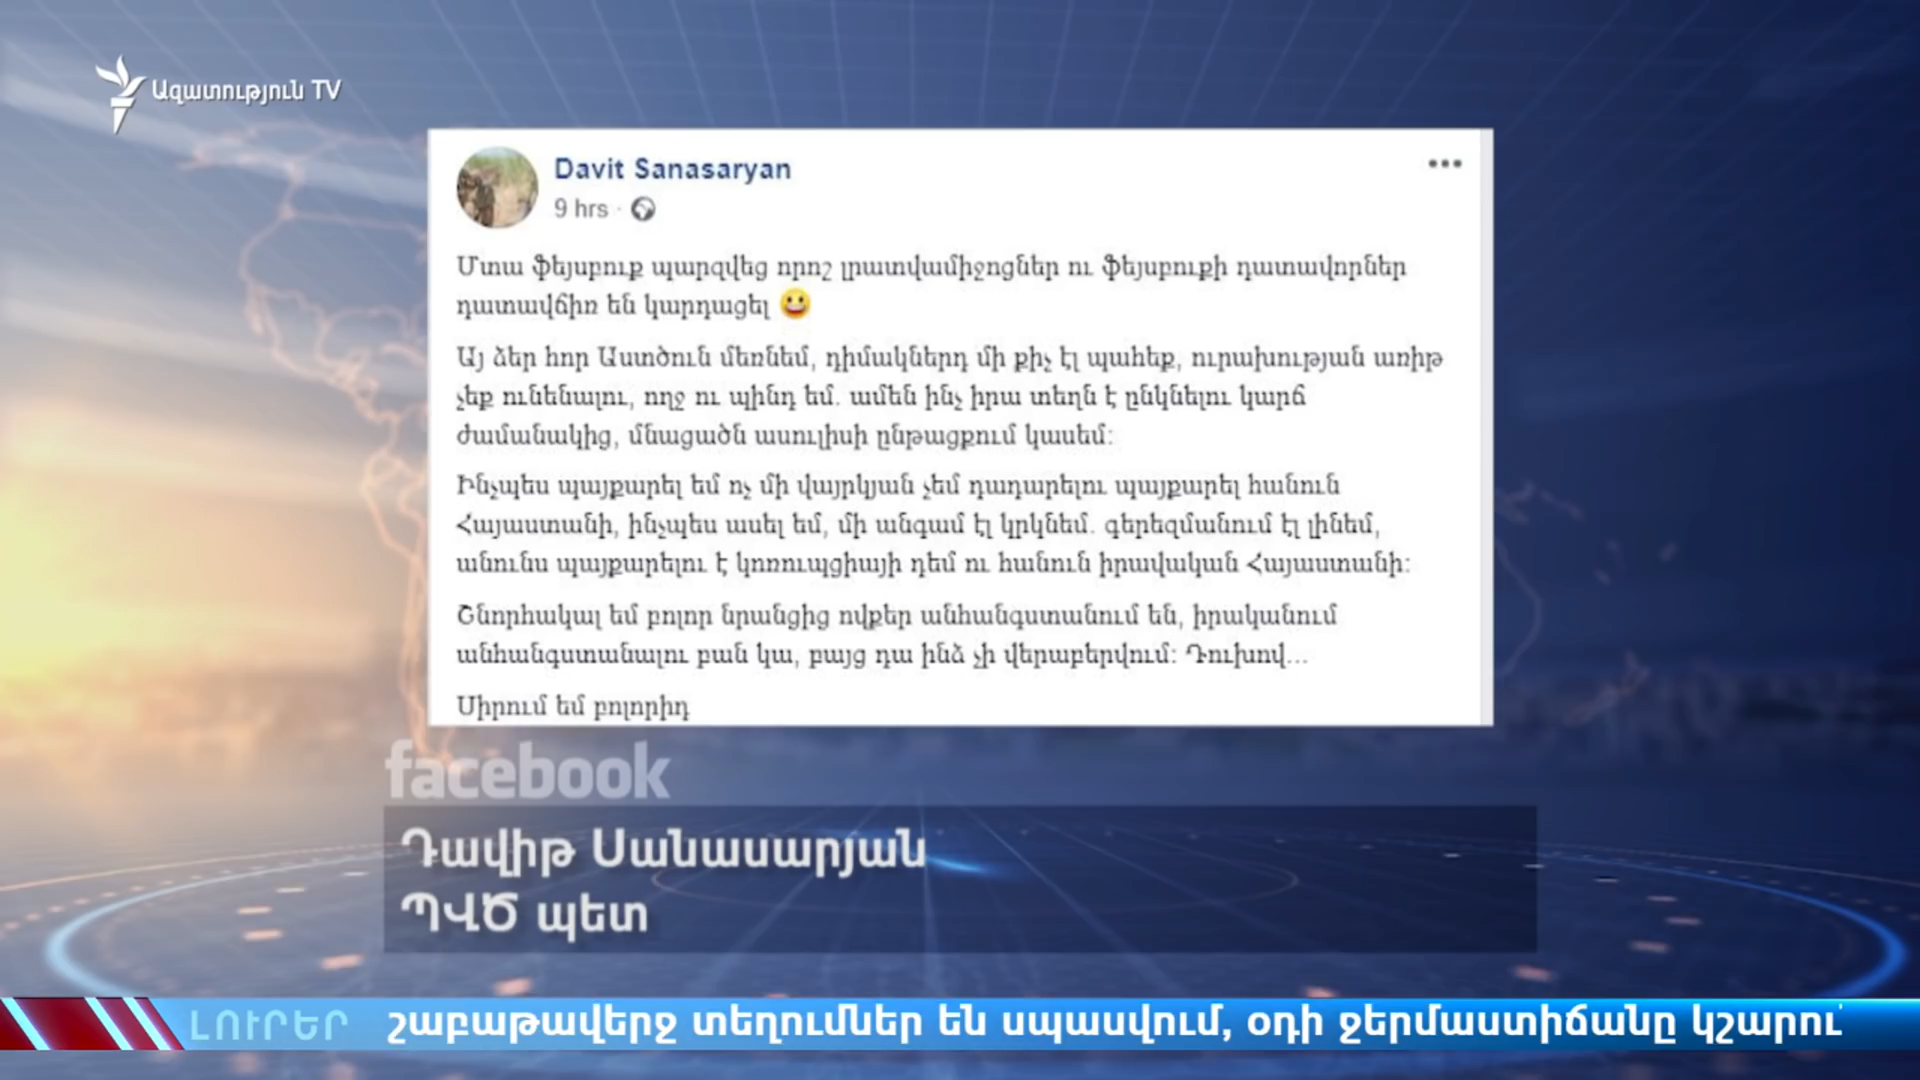 Ազատություն TV
Davit Sanasaryan
9 hrs ·
Մտա ֆեյսբուք պարզվեց որոշ լրատվամիջոցներ ու ֆեյսբուքի դատավորներ
դատավճիռ են կարդացել 😀
Այ ձեր հոր Աստծուն մեռնեմ, դիմակներդ մի քիչ էլ պահեք, ուրախության առիթ
չեք ունենալու, ողջ ու պինդ եմ. ամեն ինչ իրա տեղն է ընկնելու կարճ
ժամանակից, մնացածն ասուլիսի ընթացքում կասեմ:
Ինչպես պայքարել եմ ոչ մի վայրկյան չեմ դադարելու պայքարել հանուն
Հայաստանի, ինչպես ասել եմ, մի անգամ էլ կրկնեմ. գերեզմանում էլ լինեմ,
անունս պայքարելու է կոռուպցիայի դեմ ու հանուն իրավական Հայաստանի:
Շնորհակալ եմ բոլոր նրանցից ովքեր անհանգստանում են, իրականում
անհանգստանալու բան կա, բայց դա ինձ չի վերաբերվում: Դուխով...
Սիրում եմ բոլորիդ
facebook
Դավիթ Սանասարյան
ՊՎԾ պետ
ԼՈՒՐԵՐ շաբաթավերջ տեղումներ են սպասվում, օդի ջերմաստիճանը կշարու